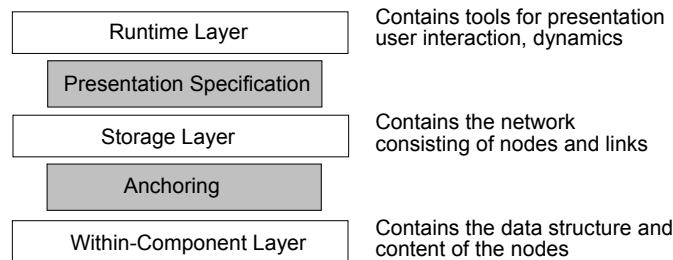 Runtime Layer
Contains tools for presentation
user interaction, dynamics
Presentation Specification
Storage Layer
Contains the network
consisting of nodes and links
Anchoring
Within-Component Layer
Contains the data structure and
content of the nodes